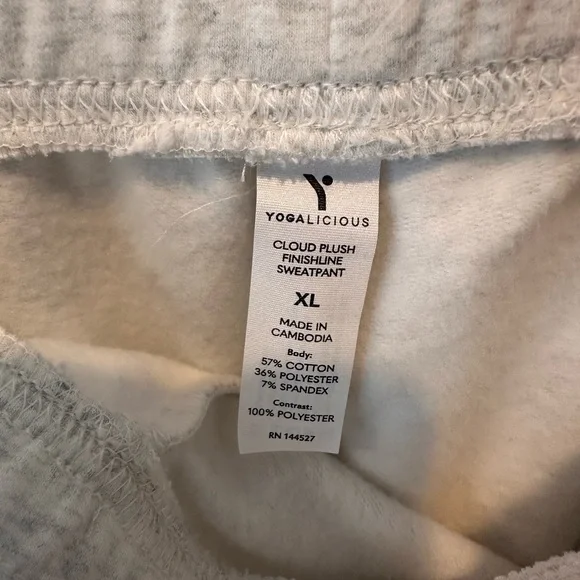 YOGALICIOUS
CLOUD PLUSH
FINISHLINE
SWEATPANT
XL
MADE IN
CAMBODIA
Body:
57% COTTON
36% POLYESTER
7% SPANDEX
Contrast:
100% POLYESTER
RN 144527